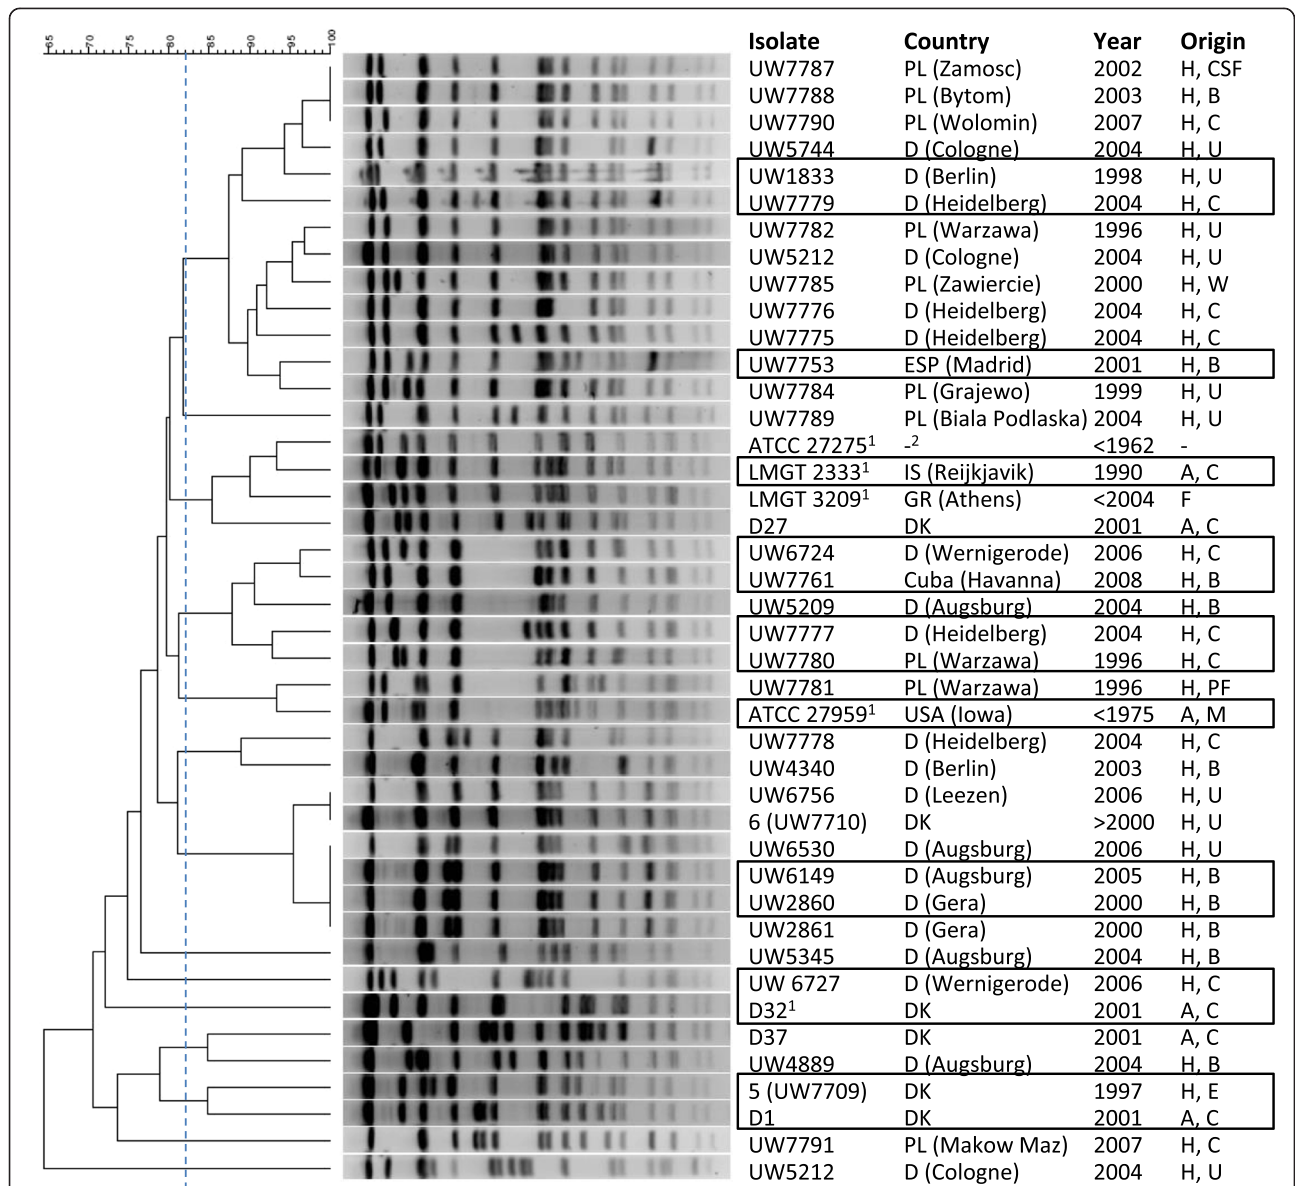 65 70 75 80 85 90 95 100
Isolate Country Year Origin
UW7787 PL (Zamosc) 2002 H, CSF
UW7788 PL (Bytom) 2003 H, B
UW7790 PL (Wolomin) 2007 H, C
UW5744 D (Cologne) 2004 H, U
UW1833 D (Berlin) 1998 H, U
UW7779 D (Heidelberg) 2004 H, C
UW7782 PL (Warzawa) 1996 H, U
UW5212 D (Cologne) 2004 H, U
UW7785 PL (Zawiercie) 2000 H, W
UW7776 D (Heidelberg) 2004 H, C
UW7775 D (Heidelberg) 2004 H, C
UW7753 ESP (Madrid) 2001 H, B
UW7784 PL (Grajewo) 1999 H, U
UW7789 PL (Biala Podlaska) 2004 H, U
ATCC 27275¹ -² <1962 -
LMGT 2333¹ IS (Reijkjavik) 1990 A, C
LMGT 3209¹ GR (Athens) <2004 F
D27 DK 2001 A, C
UW6724 D (Wernigerode) 2006 H, C
UW7761 Cuba (Havanna) 2008 H, B
UW5209 D (Augsburg) 2004 H, B
UW7777 D (Heidelberg) 2004 H, C
UW7780 PL (Warzawa) 1996 H, C
UW7781 PL (Warzawa) 1996 H, PF
ATCC 27959¹ USA (Iowa) <1975 A, M
UW7778 D (Heidelberg) 2004 H, C
UW4340 D (Berlin) 2003 H, B
UW6756 D (Leezen) 2006 H, U
6 (UW7710) DK >2000 H, U
UW6530 D (Augsburg) 2006 H, U
UW6149 D (Augsburg) 2005 H, B
UW2860 D (Gera) 2000 H, B
UW2861 D (Gera) 2000 H, B
UW5345 D (Augsburg) 2004 H, B
UW 6727 D (Wernigerode) 2006 H, C
D32¹ DK 2001 A, C
D37 DK 2001 A, C
UW4889 D (Augsburg) 2004 H, B
5 (UW7709) DK 1997 H, E
D1 DK 2001 A, C
UW7791 PL (Makow Maz) 2007 H, C
UW5212 D (Cologne) 2004 H, U